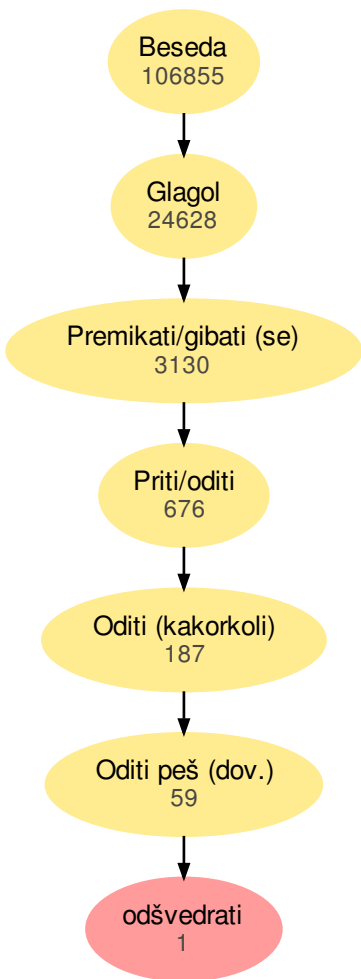 Beseda
106855
Glagol
24628
Premikati/gibati (se)
3130
Priti/oditi
676
Oditi (kakorkoli)
187
Oditi peš (dov.)
59
odšvedrati
1